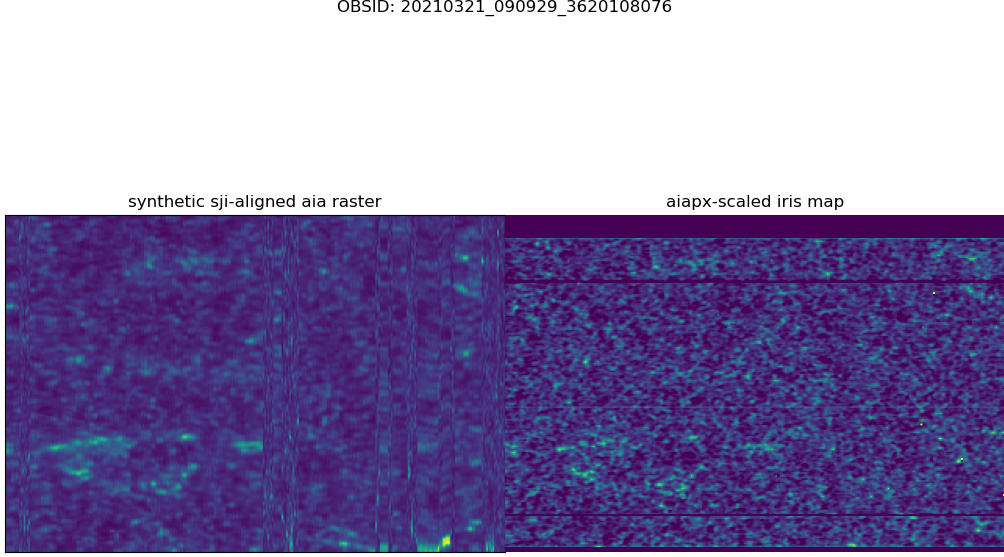 OBSID: 20210321_090929_3620108076
synthetic sji-aligned aia raster
aiapx-scaled iris map